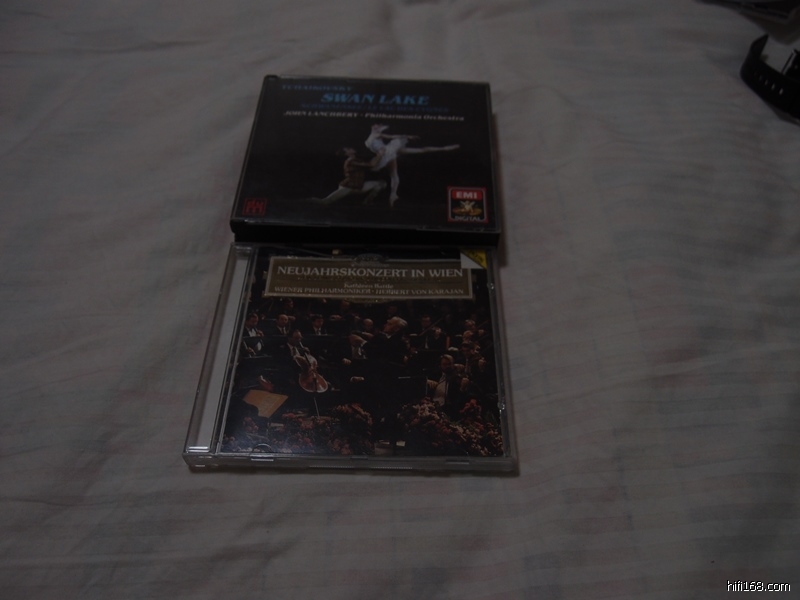 TCHAIKOVSKY
SWAN LAKE
JOHN LANCHBERY · Philharmonia Orchestra
EMI
DIGITAL
NEUJAHRSKONZERT IN WIEN
Kathleen Battle
WIENER PHILHARMONIKER · HERBERT VON KARAJAN
hifi168.com